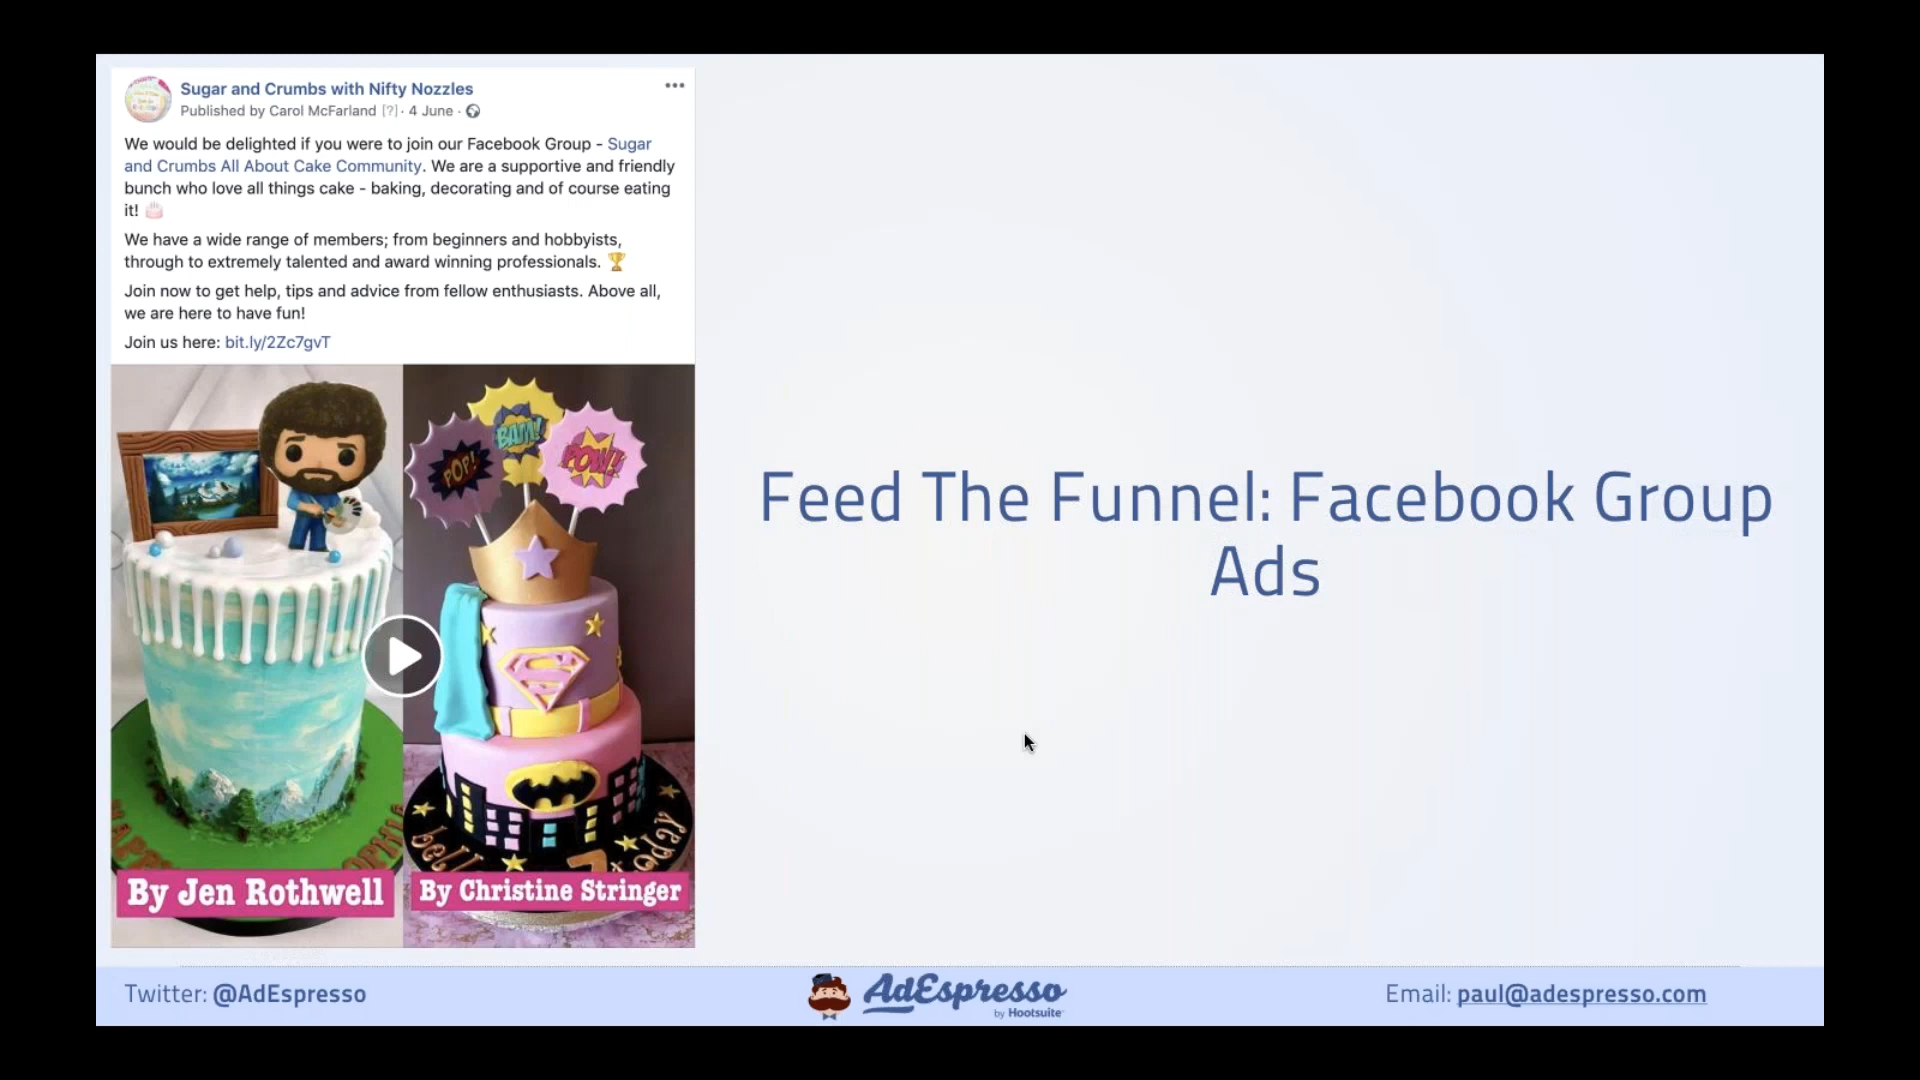 Sugar and Crumbs with Nifty Nozzles
Published by Carol McFarland [?] · 4 June ·
We would be delighted if you were to join our Facebook Group - Sugar
and Crumbs All About Cake Community. We are a supportive and friendly
bunch who love all things cake - baking, decorating and of course eating
it!
We have a wide range of members; from beginners and hobbyists,
through to extremely talented and award winning professionals.
Join now to get help, tips and advice from fellow enthusiasts. Above all,
we are here to have fun!
Join us here: bit.ly/2Zc7gvT
POP!
BAM!
POW!
bell
7 today
By Jen Rothwell
By Christine Stringer
Feed The Funnel: Facebook Group
Ads
Twitter: @AdEspresso
AdEspresso
by Hootsuite
Email: paul@adespresso.com